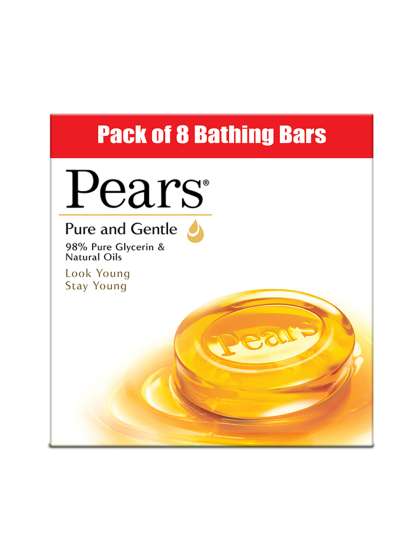 Pack of 8 Bathing Bars
Pears®
Pure and Gentle
98% Pure Glycerin &
Natural Oils
Look Young
Stay Young
Pears